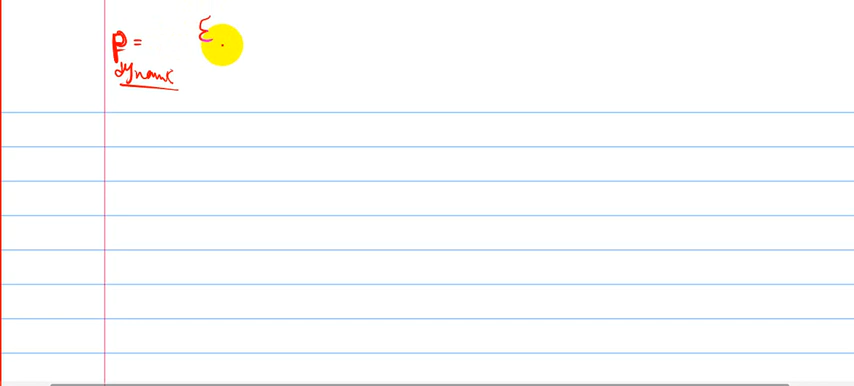 P = Σ
dynamic